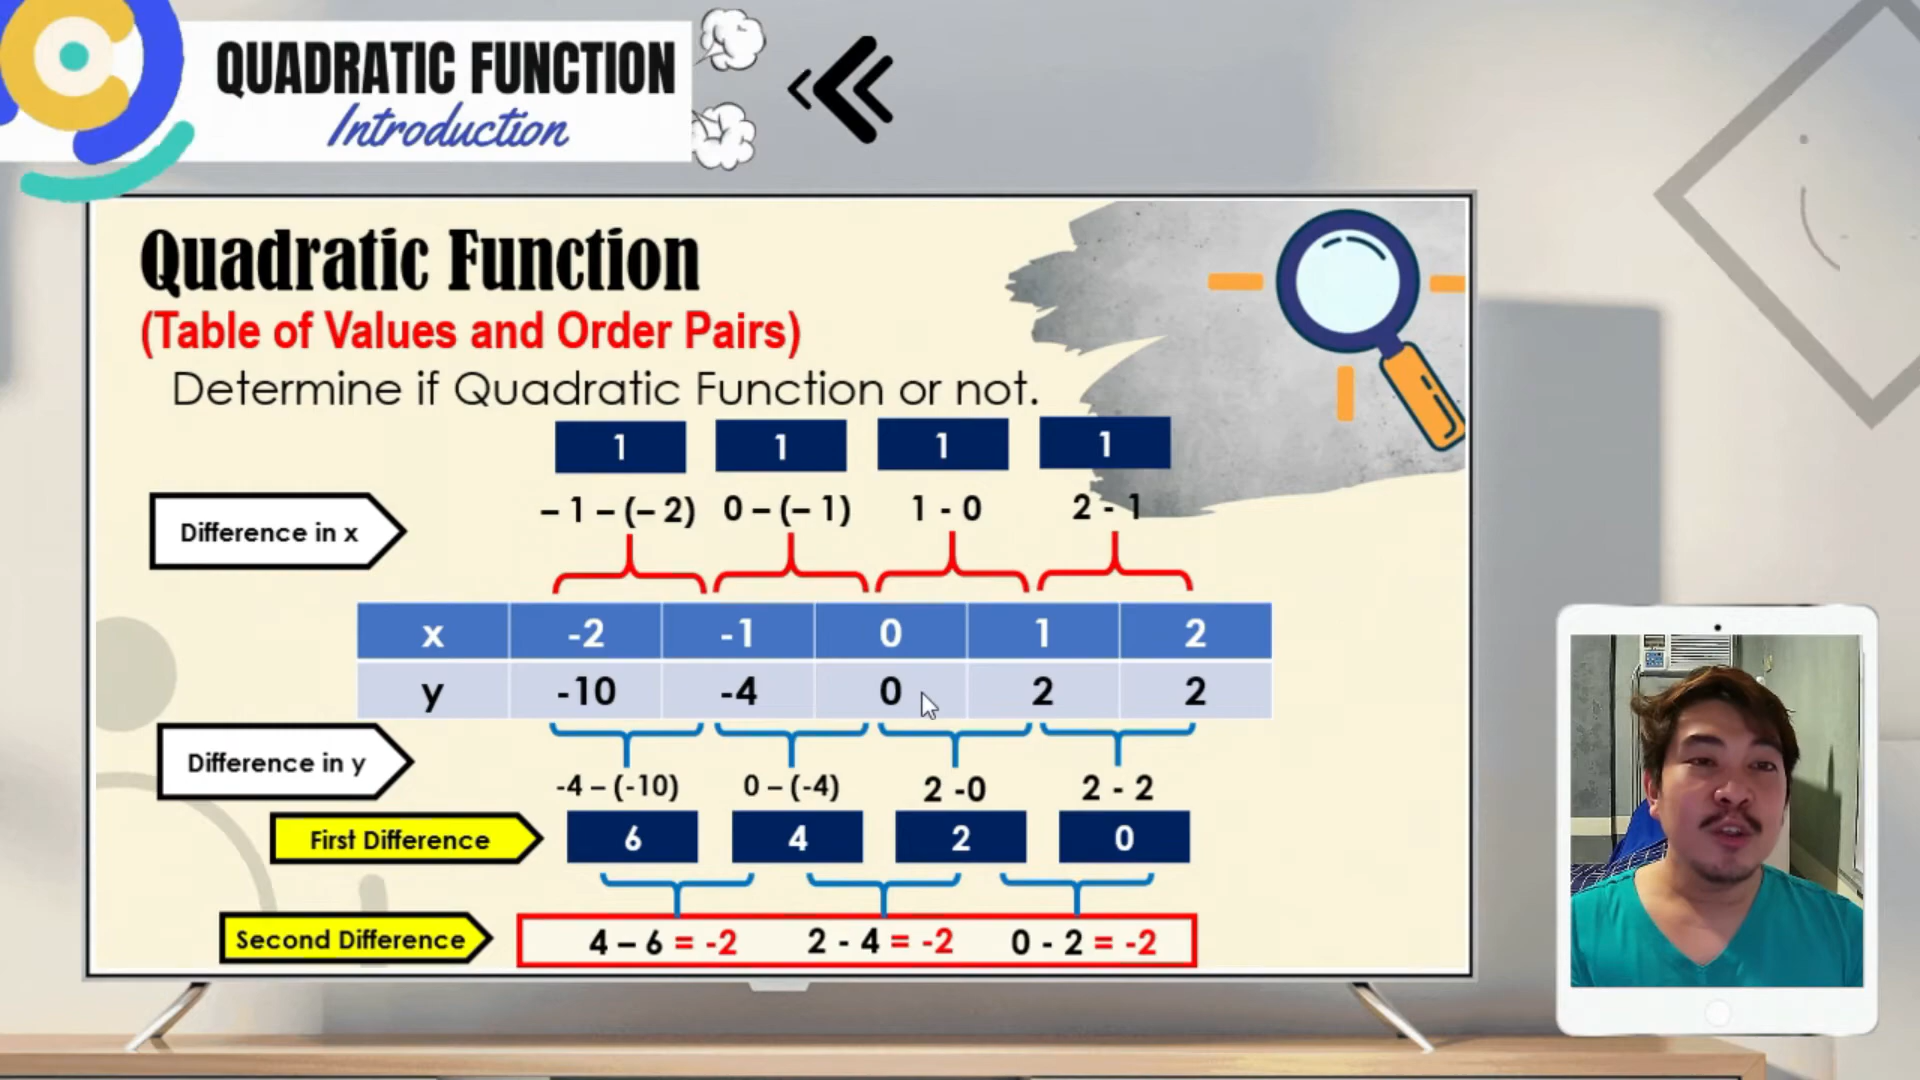 QUADRATIC FUNCTION
Introduction
Quadratic Function
(Table of Values and Order Pairs)
Determine if Quadratic Function or not.
1 1 1 1
– 1 – (– 2) 0 – (– 1) 1 - 0 2 - 1
Difference in x
x -2 -1 0 1 2
y -10 -4 0 2 2
Difference in y
-4 – (-10) 0 – (-4) 2 -0 2 - 2
First Difference 6 4 2 0
Second Difference 4 – 6 = -2 2 - 4 = -2 0 - 2 = -2